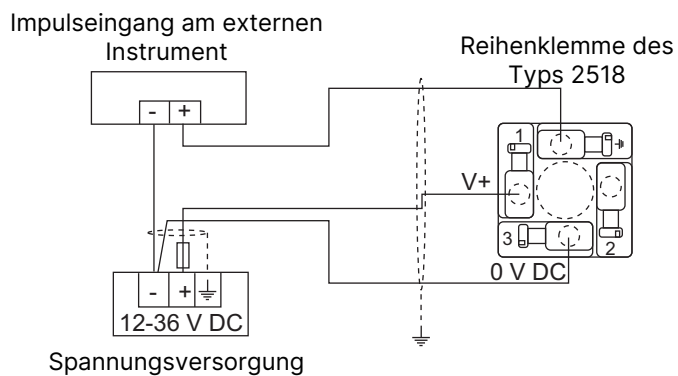 Impulseingang am externen
Instrument
Reihenklemme des
Typs 2518
- +
1
V+
3
2
0 V DC
- +
12-36 V DC
Spannungsversorgung